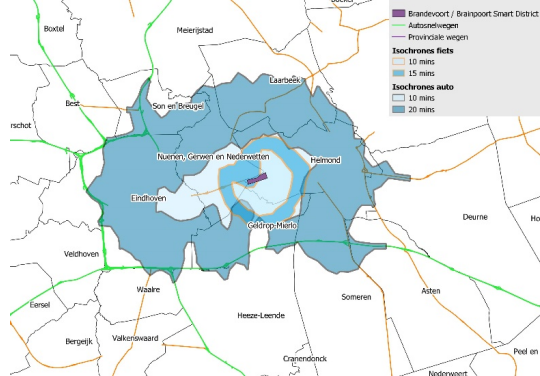 Boxtel
Meierijstad
Brandevoort / Brainpoort Smart District
Autosnelwegen
Provinciale wegen
Isochrones fiets
10 mins
15 mins
Isochrones auto
10 mins
20 mins
Laarbeek
Best
Son en Breugel
Nuenen, Gerwen en Nederwetten
Helmond
Eindhoven
Geldrop-Mierlo
Deurne
Veldhoven
Waalre
Asten
Someren
Eersel
Heeze-Leende
Bergeijk
Valkenswaard
Cranendonck
Peel en
Nederweert